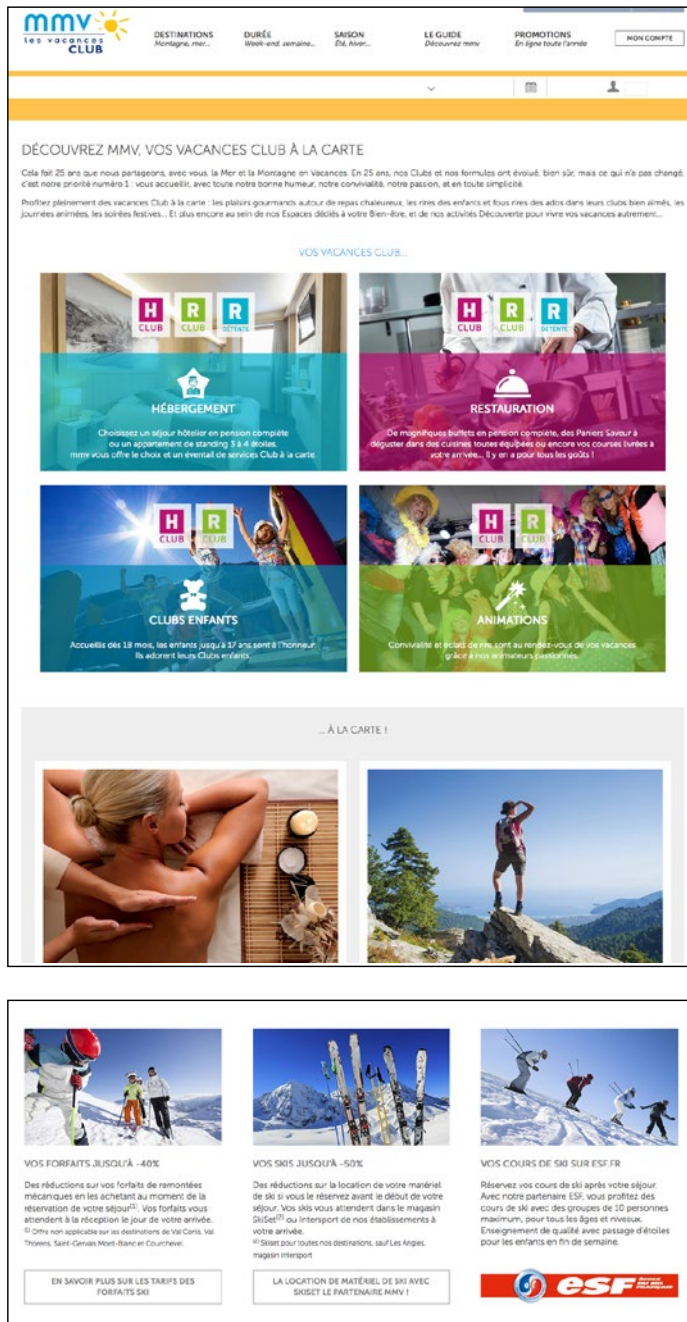 mmv
les vacances
CLUB
DESTINATIONS
Montagne, mer...
DURÉE
Week-end, semaine...
SAISON
Été, hiver...
LE GUIDE
Découvrez mmv
PROMOTIONS
En ligne toute l'année
MON COMPTE
DÉCOUVREZ MMV, VOS VACANCES CLUB À LA CARTE
Cela fait 25 ans que nous partageons, avec vous, la Mer et la Montagne en Vacances. En 25 ans, nos Clubs et nos formules ont évolué, bien sûr, mais ce qui n'a pas changé,
c'est notre priorité numéro 1 : vous accueillir, avec toute notre bonne humeur, notre convivialité, notre passion, et en toute simplicité.
Profitez pleinement des vacances Club à la carte : les plaisirs gourmands autour de repas chaleureux, les rires des enfants et fous rires des ados dans leurs clubs bien aimés, les
journées animées, les soirées festives... Et plus encore au sein de nos Espaces dédiés à votre Bien-être, et de nos activités Découverte pour vivre vos vacances autrement...
VOS VACANCES CLUB...
H CLUB R CLUB R DÉTENTE
HÉBERGEMENT
Choisissez un séjour hôtelier en pension complète
ou un appartement de standing 3 à 4 étoiles.
mmv vous offre le choix et un éventail de services Club à la carte
H CLUB R CLUB R DÉTENTE
RESTAURATION
De magnifiques buffets en pension complète, des Paniers Saveur à
déguster dans des cuisines toutes équipées ou encore vos courses livrées à
votre arrivée... Il y en a pour tous les goûts !
H CLUB R CLUB
CLUBS ENFANTS
Accueillis dès 18 mois, les enfants jusqu'à 17 ans sont à l'honneur.
Ils adorent leurs Clubs enfants.
H CLUB R CLUB
ANIMATIONS
Convivialité et éclats de rire sont au rendez-vous de vos vacances
grâce à nos animateurs passionnés.
... À LA CARTE !
VOS FORFAITS JUSQU'À -40%
Des réductions sur vos forfaits de remontées
mécaniques en les achetant au moment de la
réservation de votre séjour(1). Vos forfaits vous
attendent à la réception le jour de votre arrivée.
(1) Offre non applicable sur les destinations de Val Cenis, Val
Thorens, Saint-Gervais Mont-Blanc et Courchevel.
EN SAVOIR PLUS SUR LES TARIFS DES
FORFAITS SKI
VOS SKIS JUSQU'À -50%
Des réductions sur la location de votre matériel
de ski si vous le réservez avant le début de votre
séjour. Vos skis vous attendent dans le magasin
SkiSet(2) ou Intersport de nos établissements à
votre arrivée.
(2) Skiset pour toutes nos destinations, sauf Les Angles,
magasin Intersport
LA LOCATION DE MATÉRIEL DE SKI AVEC
SKISET LE PARTENAIRE MMV !
VOS COURS DE SKI SUR ESF.FR
Réservez vos cours de ski après votre séjour.
Avec notre partenaire ESF, vous profitez des
cours de ski avec des groupes de 10 personnes
maximum, pour tous les âges et niveaux.
Enseignement de qualité avec passage d'étoiles
pour les enfants en fin de semaine.
esf école du ski français